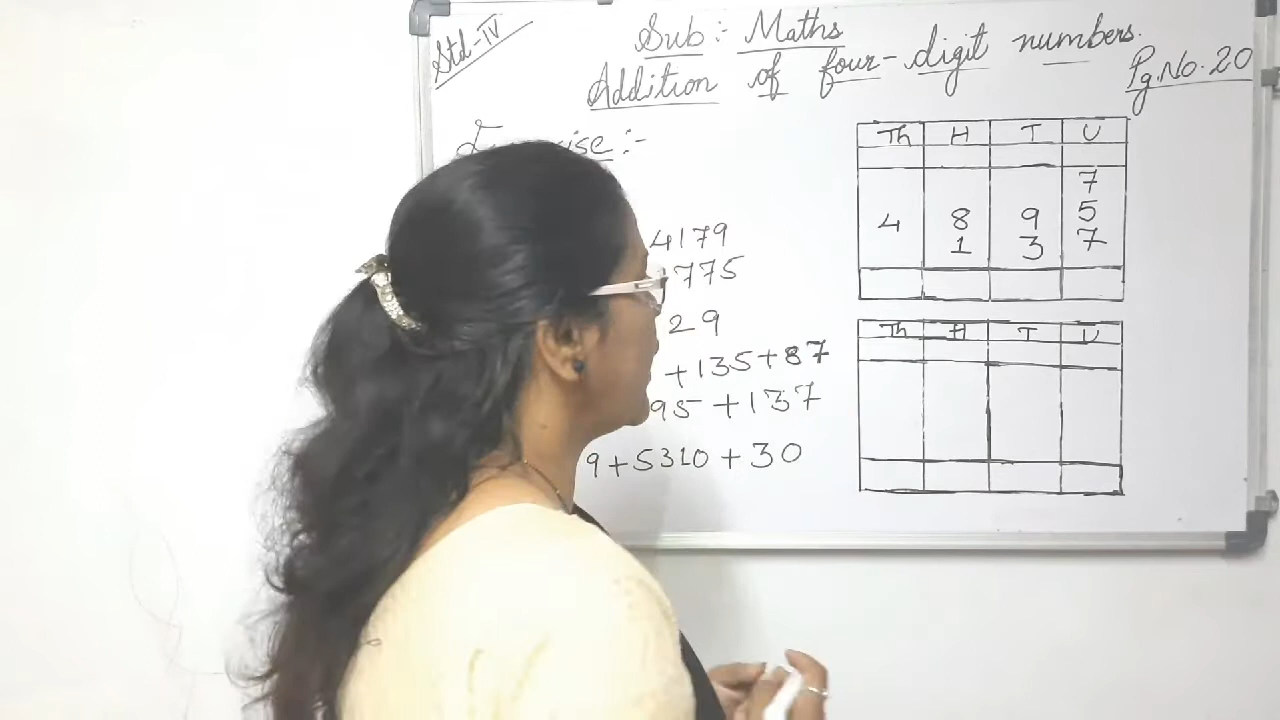 Std-IV
Sub:- Maths
Addition of four-digit numbers.
Pg.No.20
4179
1775
29
+135+87
95 +137
9+5310+30
Th H T U
7
4 8 9 5
1 3 7
Th H T U